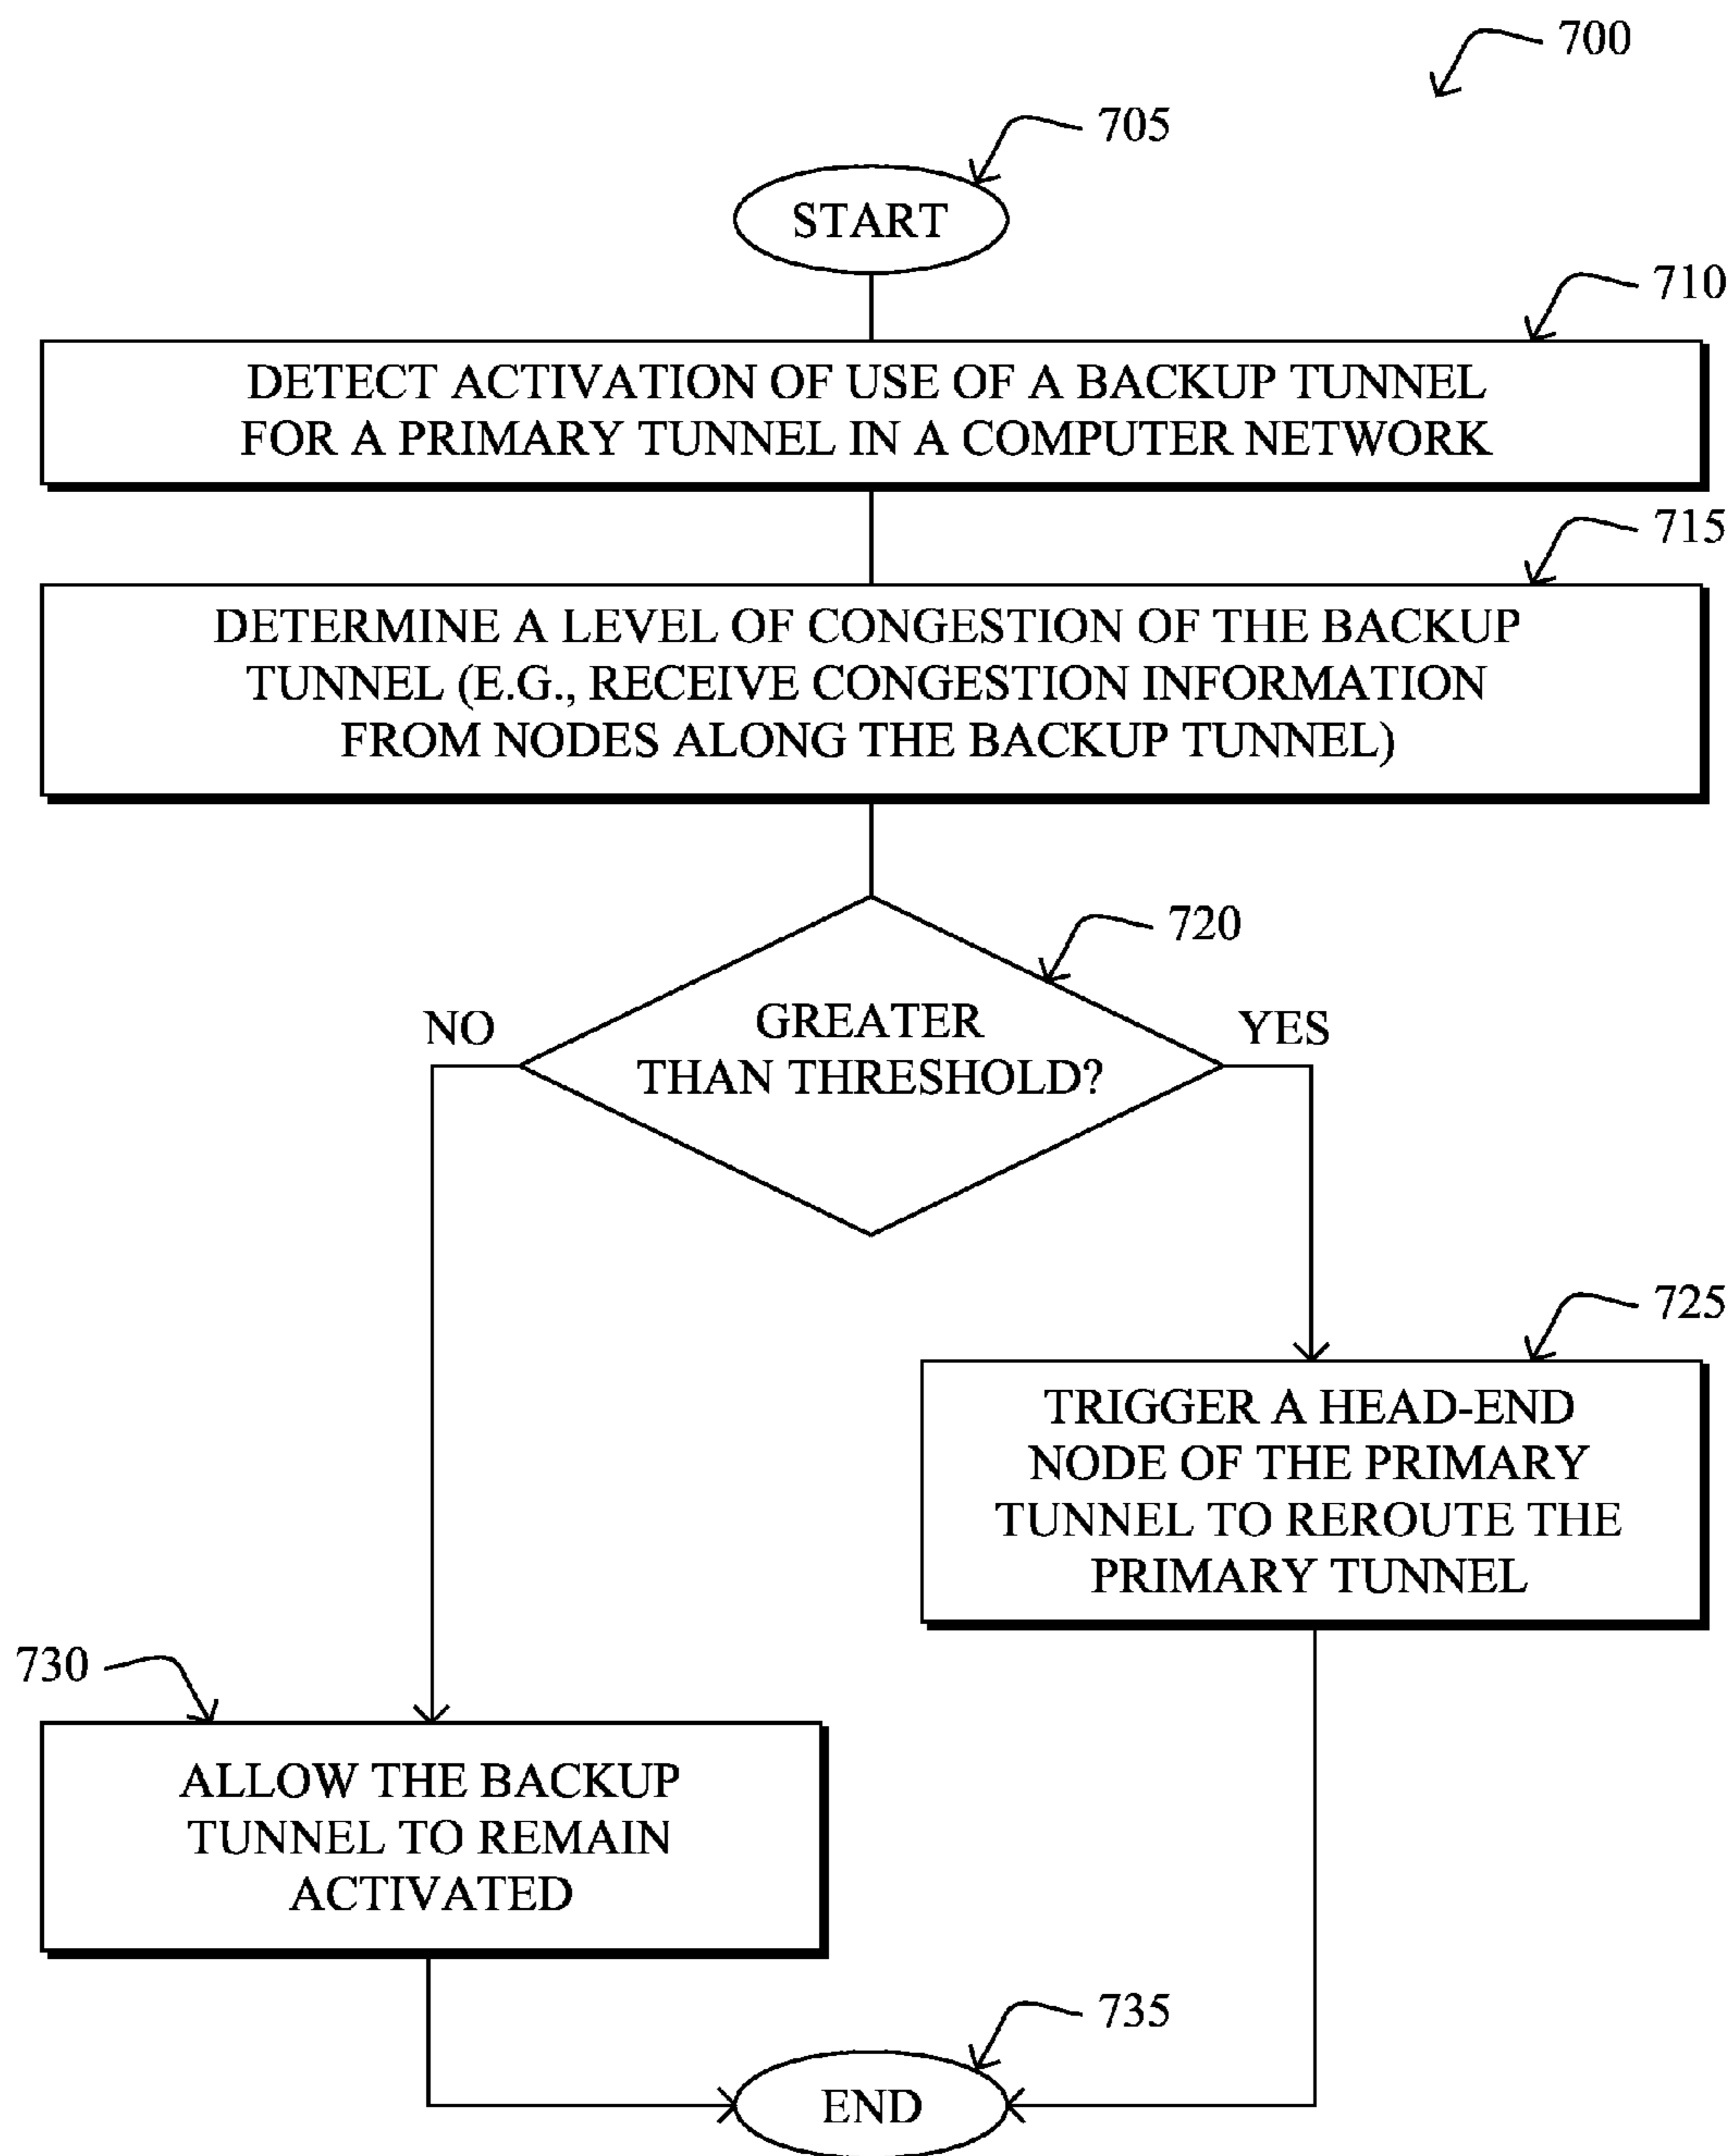 700
705
START
710
DETECT ACTIVATION OF USE OF A BACKUP TUNNEL
FOR A PRIMARY TUNNEL IN A COMPUTER NETWORK
715
DETERMINE A LEVEL OF CONGESTION OF THE BACKUP
TUNNEL (E.G., RECEIVE CONGESTION INFORMATION
FROM NODES ALONG THE BACKUP TUNNEL)
720
GREATER
THAN THRESHOLD?
NO
YES
725
TRIGGER A HEAD-END
NODE OF THE PRIMARY
TUNNEL TO REROUTE THE
PRIMARY TUNNEL
730
ALLOW THE BACKUP
TUNNEL TO REMAIN
ACTIVATED
735
END